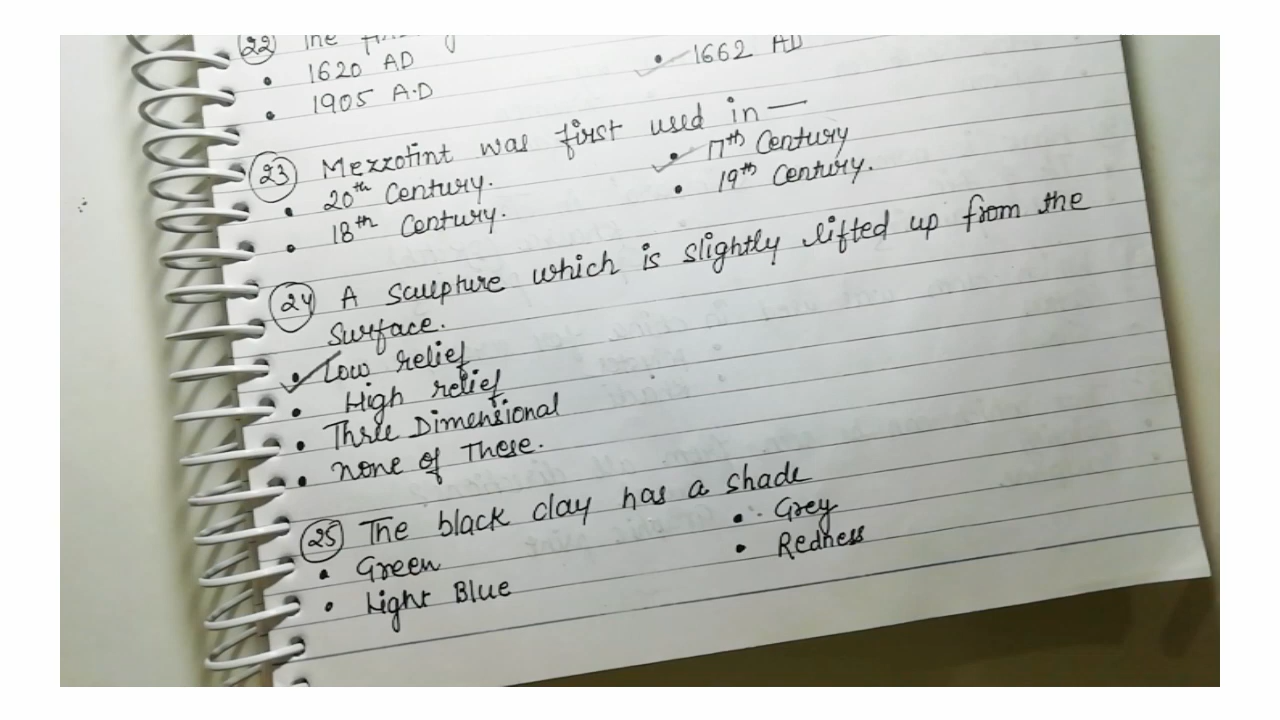 22 The
• 1620 AD • 1662 AD
• 1905 A.D
23 Mezzotint was first used in —
• 20th Century. • 17th Century
• 18th Century. • 19th Century.
24 A Sculpture which is slightly lifted up from the
Surface.
• Low relief
• High relief
• Three Dimensional
• None of These.
25 The black clay has a shade
• Green • Grey
• Light Blue • Redness